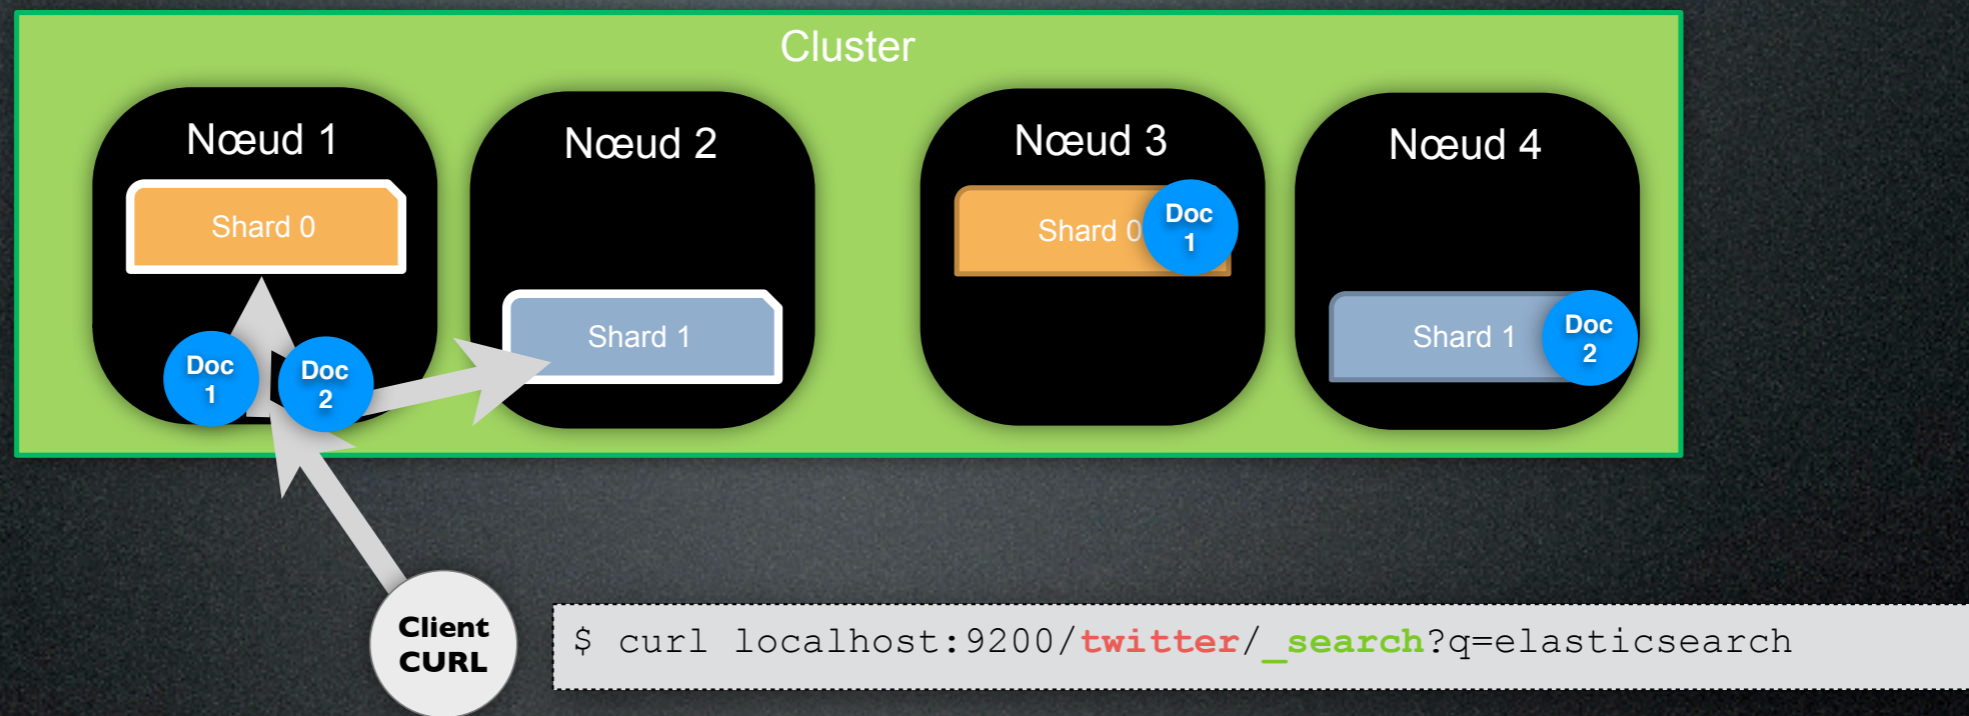 Cluster
Nœud 1
Nœud 2
Nœud 3
Nœud 4
Shard 0
Shard 0
Doc
1
Shard 1
Shard 1
Doc
2
Doc
1
Doc
2
Client
CURL
$ curl localhost:9200/twitter/_search?q=elasticsearch